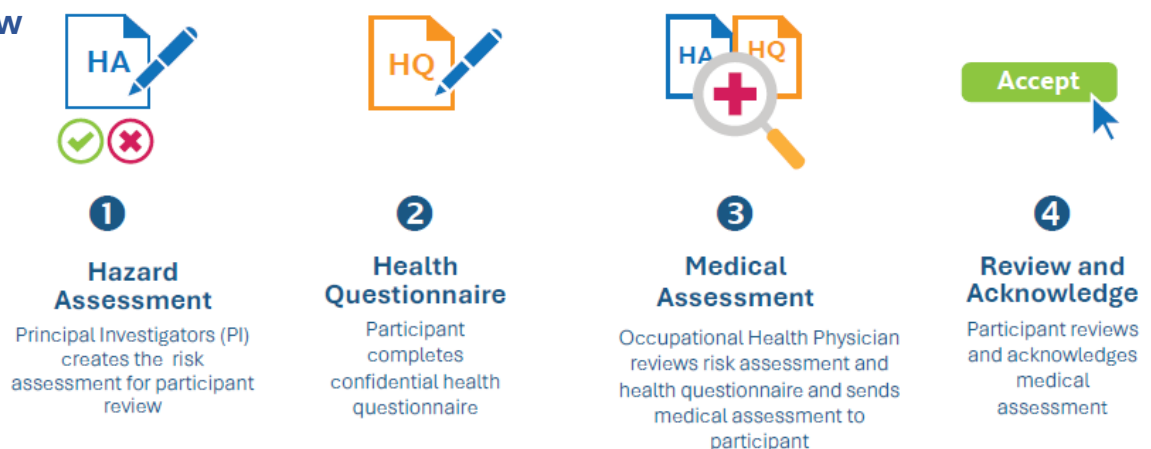 w
HA
HQ
HA
HQ
Accept
1
2
3
4
Hazard
Assessment
Principal Investigators (PI)
creates the risk
assessment for participant
review
Health
Questionnaire
Participant
completes
confidential health
questionnaire
Medical
Assessment
Occupational Health Physician
reviews risk assessment and
health questionnaire and sends
medical assessment to
participant
Review and
Acknowledge
Participant reviews
and acknowledges
medical
assessment